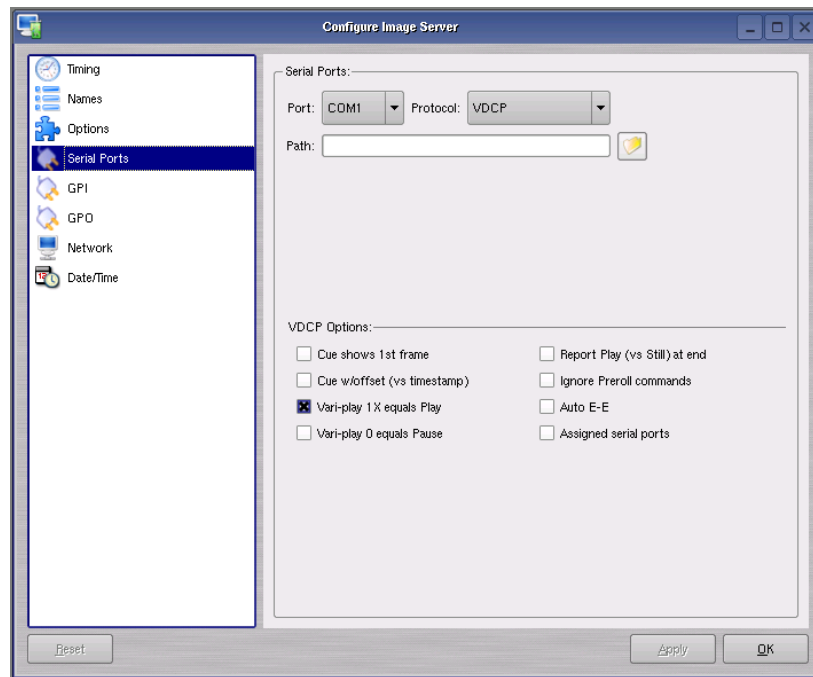 Configure Image Server
Timing
Names
Options
Serial Ports
GPI
GPO
Network
Date/Time
Serial Ports:
Port: COM1 Protocol: VDCP
Path:
VDCP Options:
Cue shows 1st frame
Report Play (vs Still) at end
Cue w/offset (vs timestamp)
Ignore Preroll commands
Vari-play 1X equals Play
Auto E-E
Vari-play 0 equals Pause
Assigned serial ports
Reset
Apply
OK